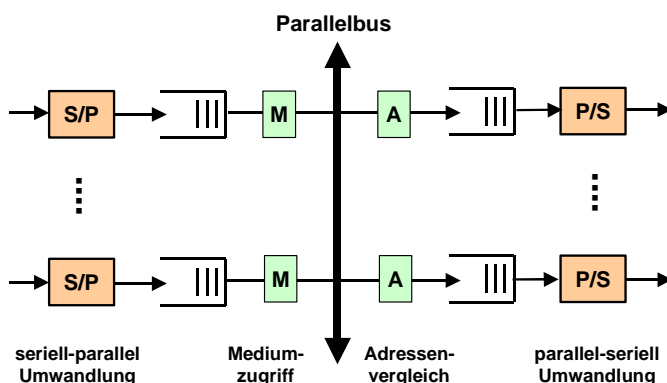 Parallelbus
S/P M A P/S
S/P M A P/S
seriell-parallel Medium- Adressen- parallel-seriell
Umwandlung zugriff vergleich Umwandlung